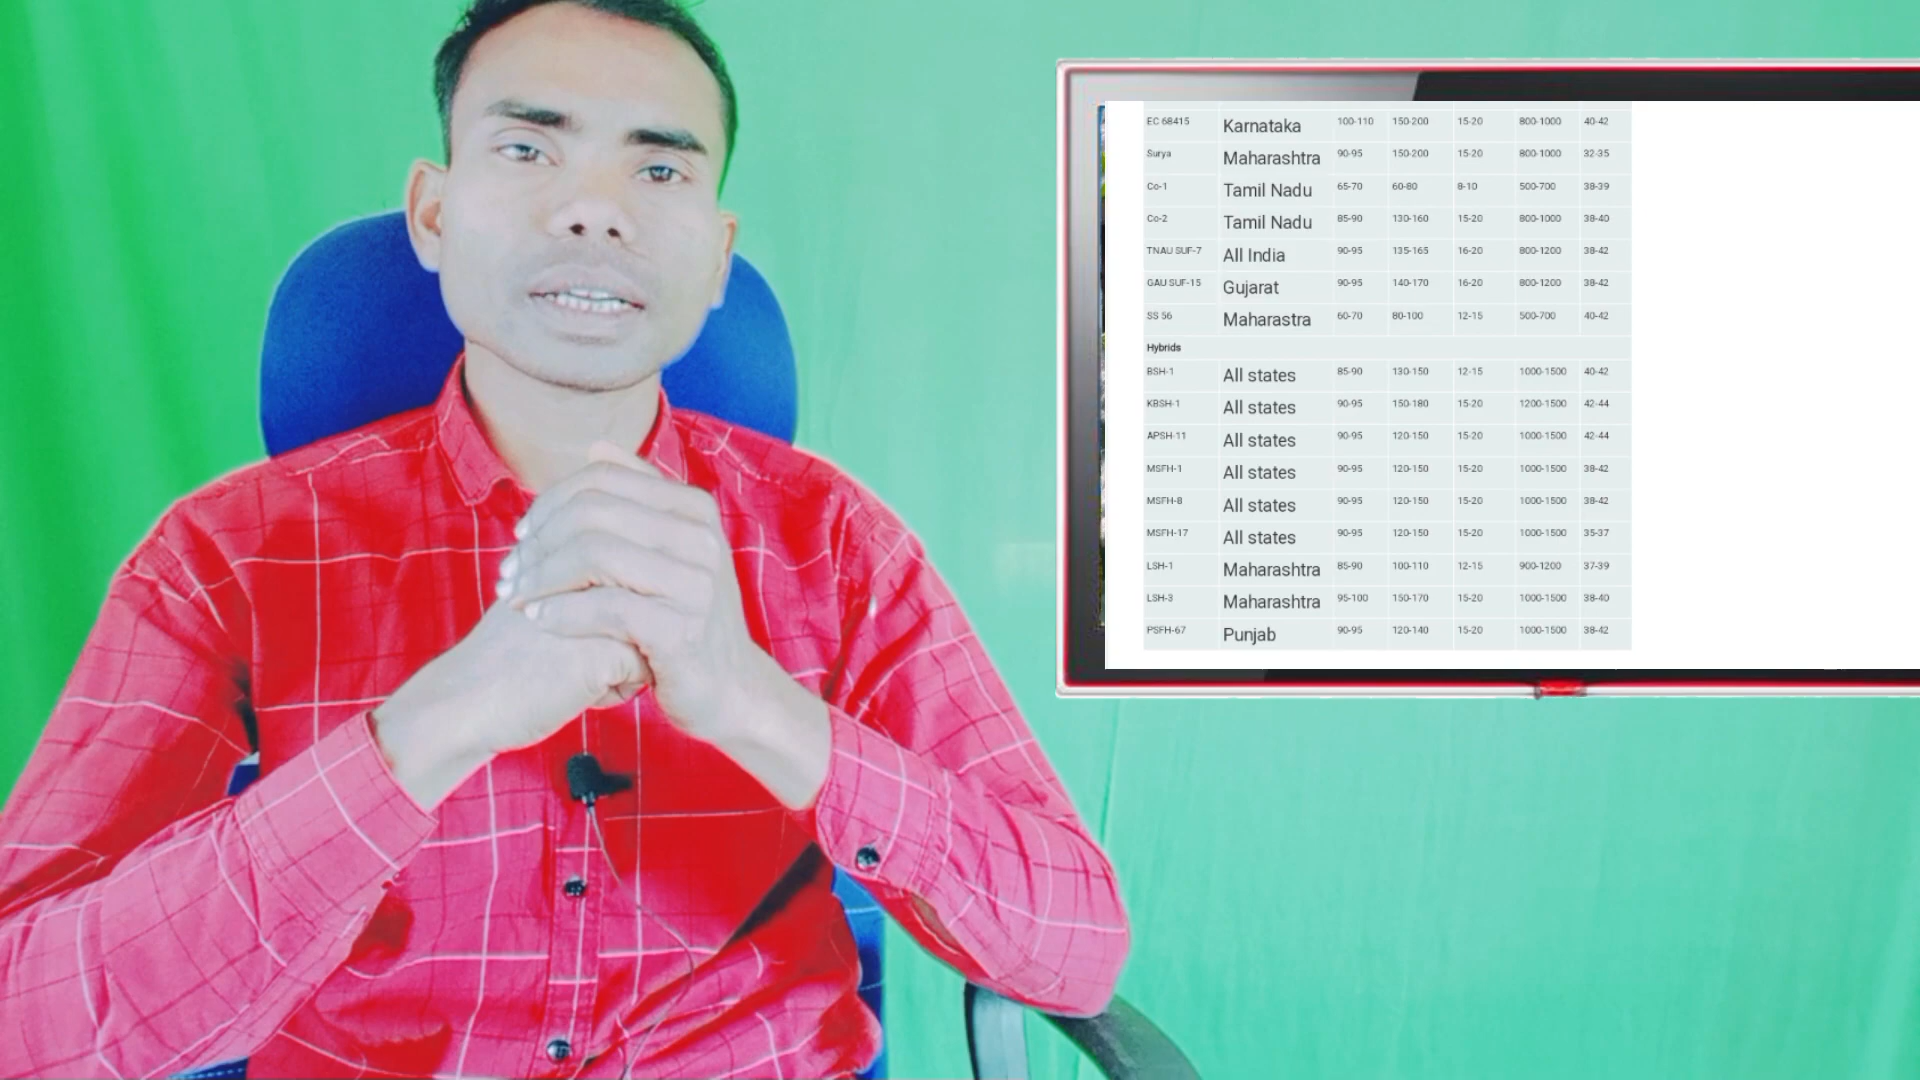 EC 68415 Karnataka 100-110 150-200 15-20 800-1000 40-42
Surya Maharashtra 90-95 150-200 15-20 800-1000 32-35
Co-1 Tamil Nadu 65-70 60-80 8-10 500-700 38-39
Co-2 Tamil Nadu 85-90 130-160 15-20 800-1000 38-40
TNAU SUF-7 All India 90-95 135-165 16-20 800-1200 38-42
GAU SUF-15 Gujarat 90-95 140-170 16-20 800-1200 38-42
SS 56 Maharastra 60-70 80-100 12-15 500-700 40-42
Hybrids
BSH-1 All states 85-90 130-150 12-15 1000-1500 40-42
KBSH-1 All states 90-95 150-180 15-20 1200-1500 42-44
APSH-11 All states 90-95 120-150 15-20 1000-1500 42-44
MSFH-1 All states 90-95 120-150 15-20 1000-1500 38-42
MSFH-8 All states 90-95 120-150 15-20 1000-1500 38-42
MSFH-17 All states 90-95 120-150 15-20 1000-1500 35-37
LSH-1 Maharashtra 85-90 100-110 12-15 900-1200 37-39
LSH-3 Maharashtra 95-100 150-170 15-20 1000-1500 38-40
PSFH-67 Punjab 90-95 120-140 15-20 1000-1500 38-42